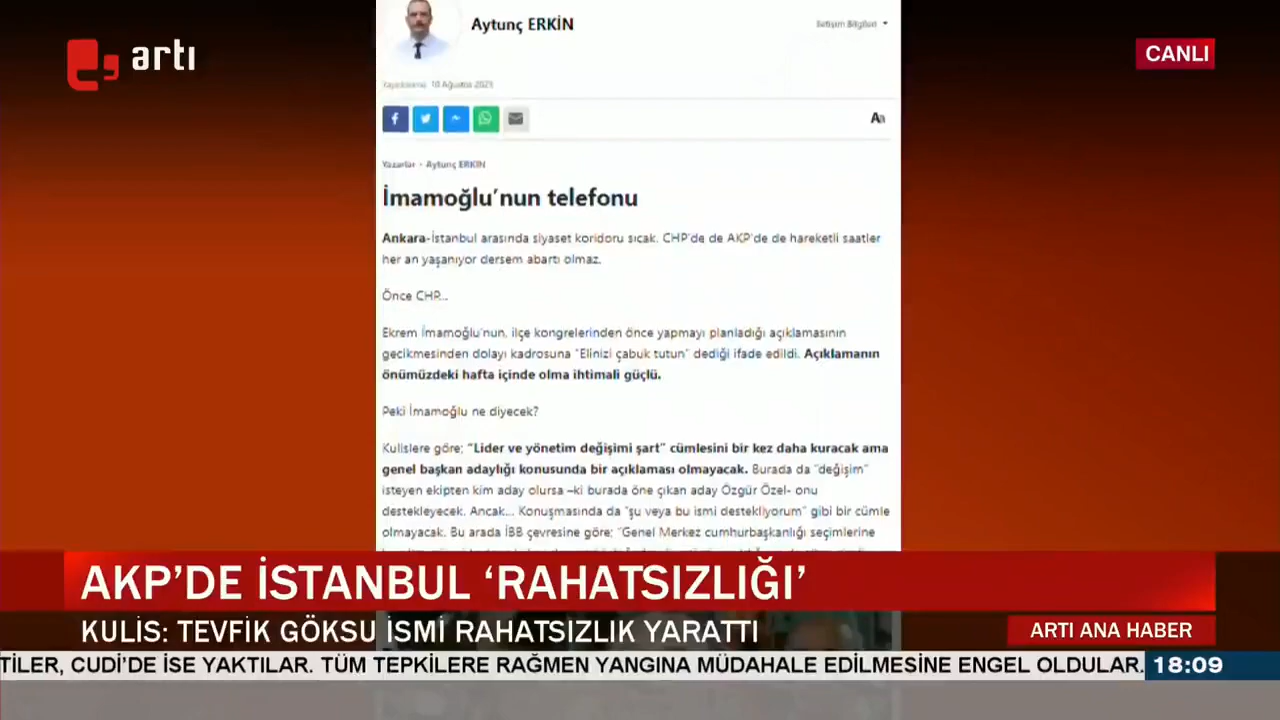 artı
CANLI
Aytunç ERKİN
İletişim Bilgileri
10 Ağustos 2023
Aa
Yazarlar - Aytunç ERKİN
İmamoğlu'nun telefonu
Ankara-İstanbul arasında siyaset koridoru sıcak. CHP'de de AKP'de de hareketli saatler
her an yaşanıyor dersem abartı olmaz.
Önce CHP...
Ekrem İmamoğlu'nun, ilçe kongrelerinden önce yapmayı planladığı açıklamasının
gecikmesinden dolayı kadrosuna "Elinizi çabuk tutun" dediği ifade edildi. Açıklamanın
önümüzdeki hafta içinde olma ihtimali güçlü.
Peki İmamoğlu ne diyecek?
Kulislere göre; "Lider ve yönetim değişimi şart" cümlesini bir kez daha kuracak ama
genel başkan adaylığı konusunda bir açıklaması olmayacak. Burada da "değişim"
isteyen ekipten kim aday olursa –ki burada öne çıkan aday Özgür Özel- onu
destekleyecek. Ancak... Konuşmasında da "şu veya bu ismi destekliyorum" gibi bir cümle
olmayacak. Bu arada İBB çevresine göre; "Genel Merkez cumhurbaşkanlığı seçimlerine
AKP'DE İSTANBUL 'RAHATSIZLIĞI'
KULİS: TEVFİK GÖKSU İSMİ RAHATSIZLIK YARATTI
ARTI ANA HABER
TİLER, CUDİ'DE İSE YAKTILAR. TÜM TEPKİLERE RAĞMEN YANGINA MÜDAHALE EDİLMESİNE ENGEL OLDULAR.
18:09